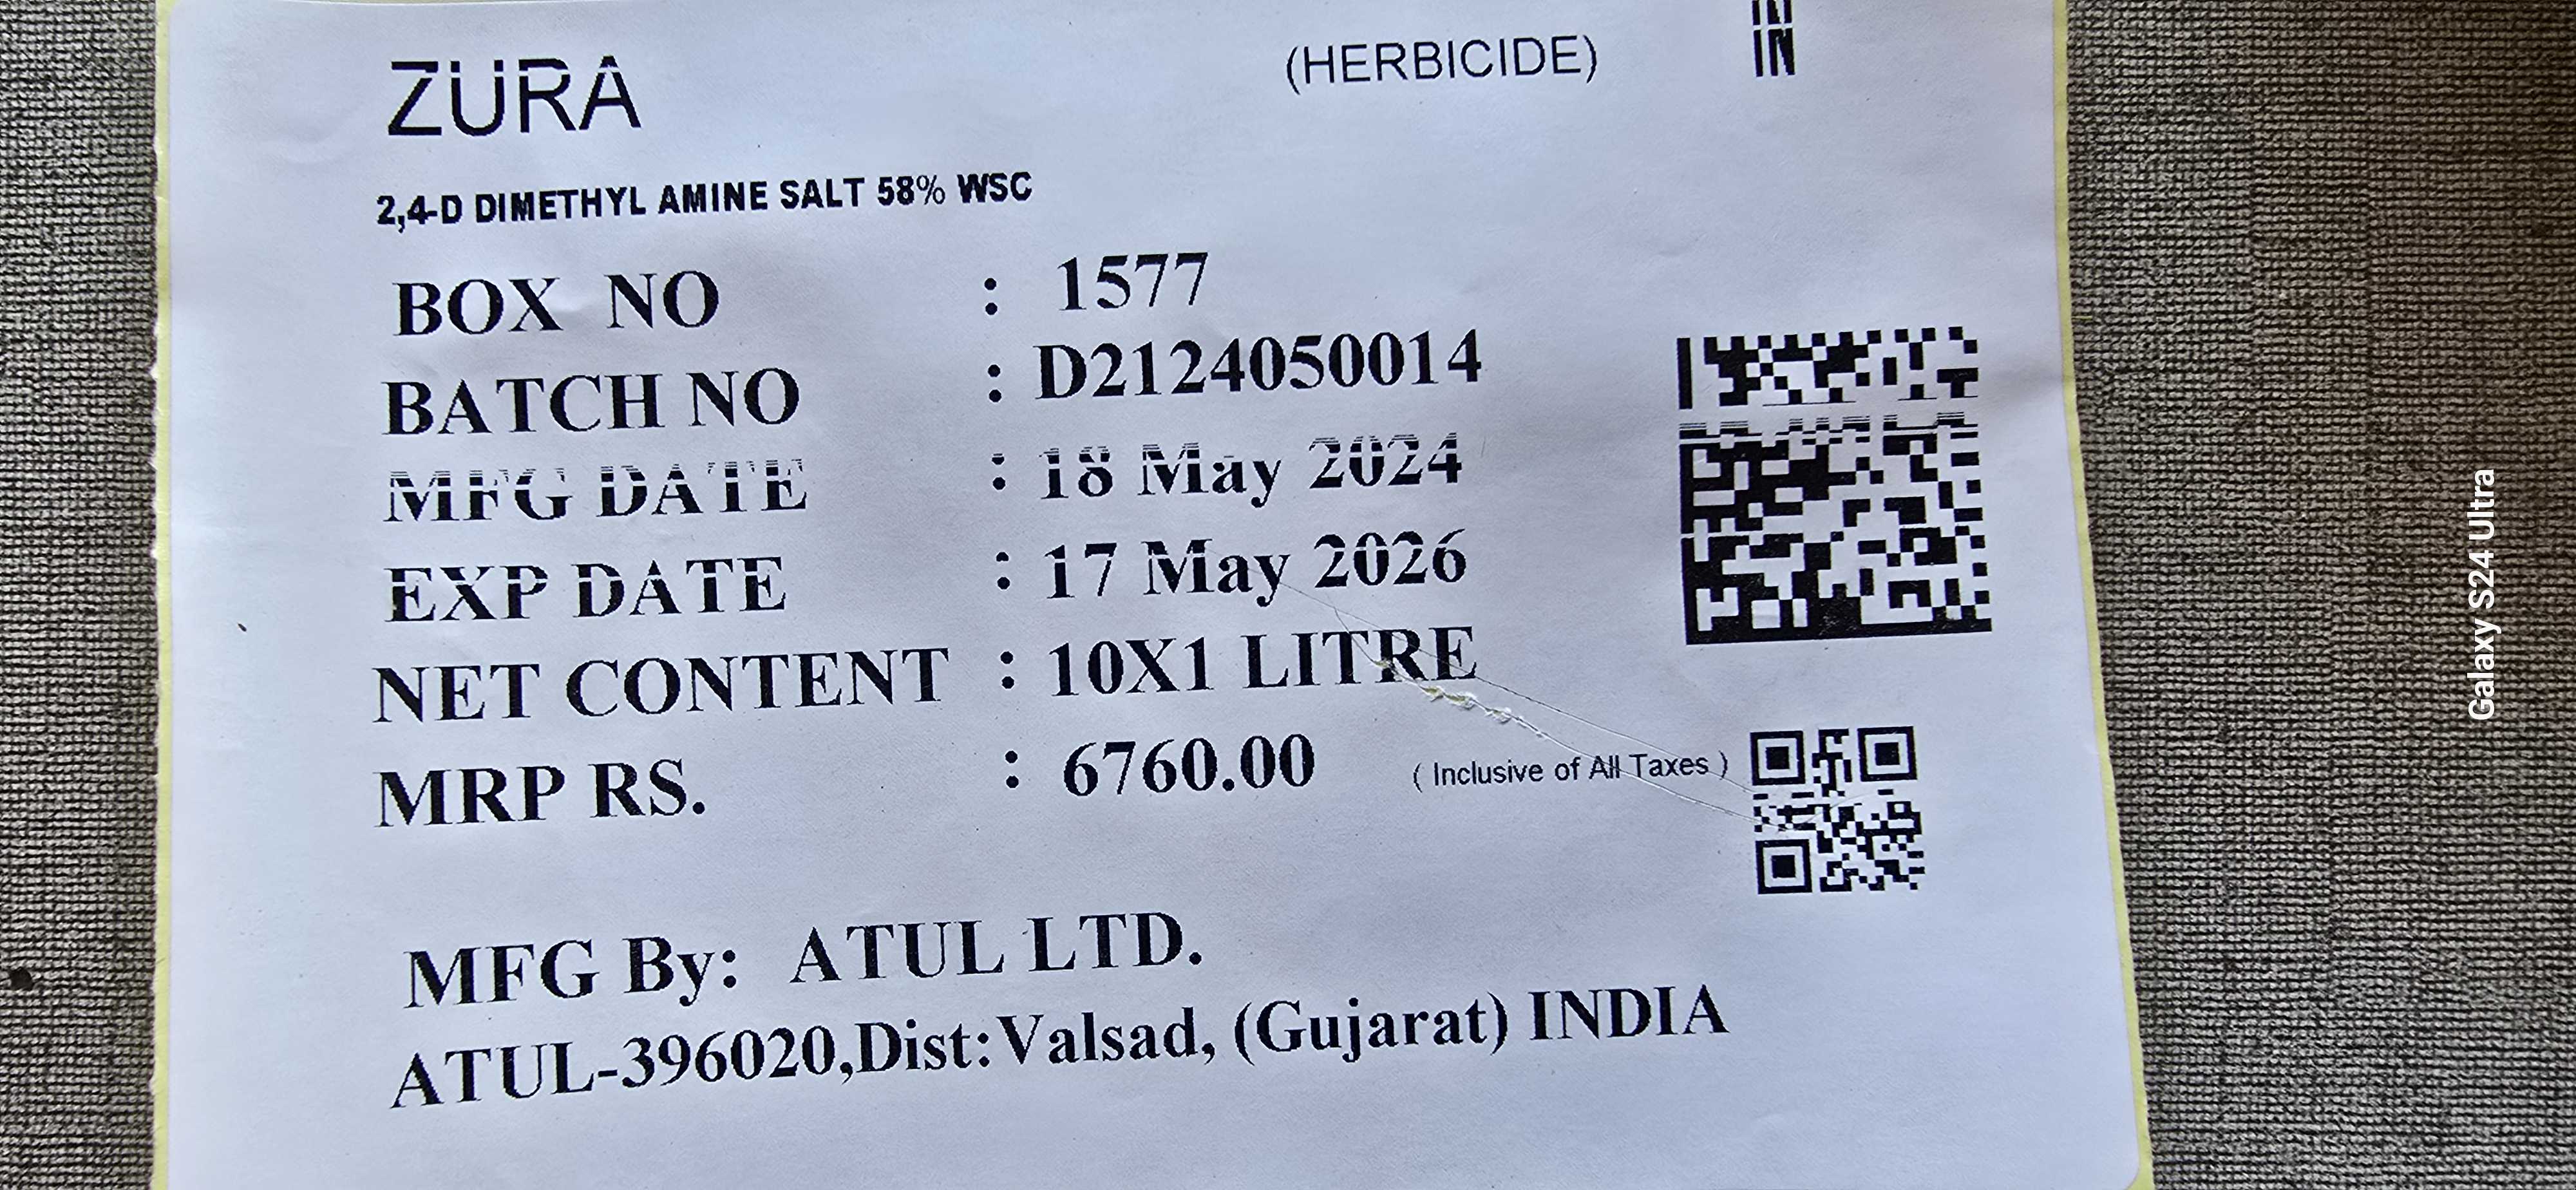 ZURA (HERBICIDE) IN
2,4-D DIMETHYL AMINE SALT 58% WSC
BOX NO : 1577
BATCH NO : D2124050014
MFG DATE : 18 May 2024
EXP DATE : 17 May 2026
NET CONTENT : 10X1 LITRE
MRP RS. : 6760.00 ( Inclusive of All Taxes )
MFG By: ATUL LTD.
ATUL-396020,Dist:Valsad, (Gujarat) INDIA
Galaxy S24 Ultra